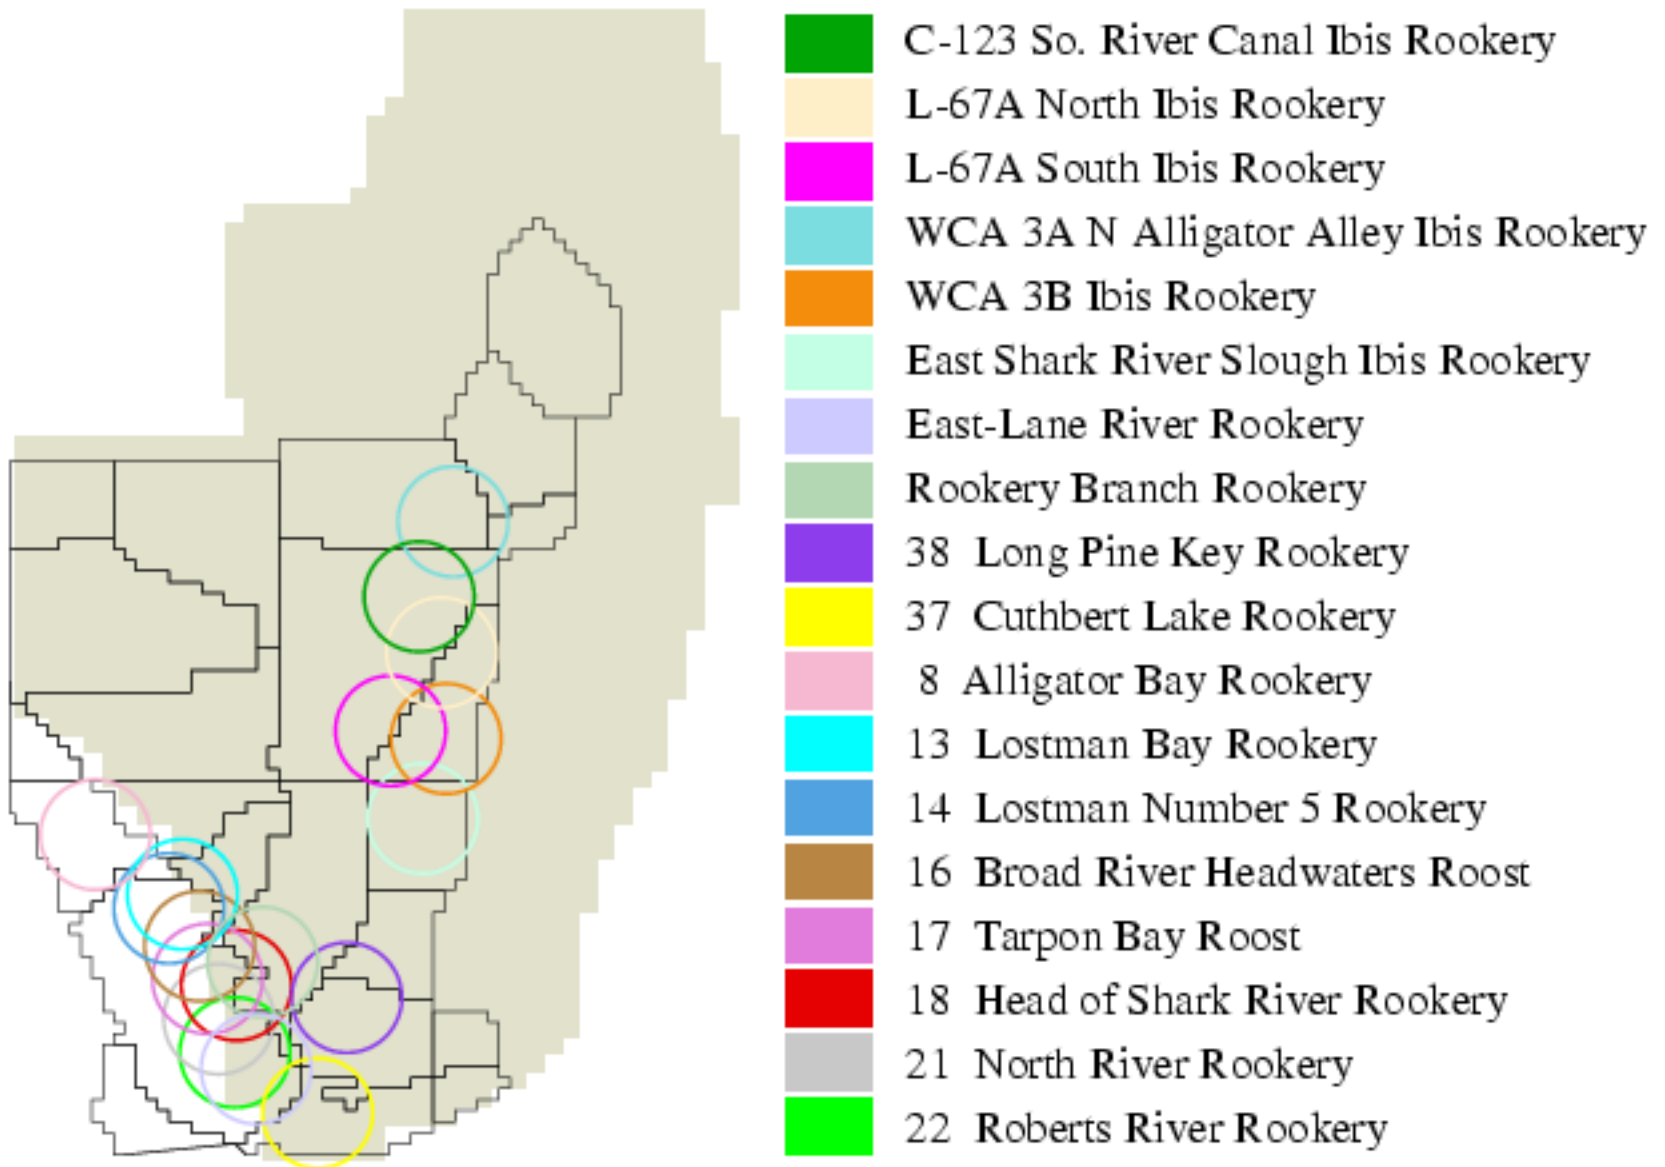 C-123 So. River Canal Ibis Rookery
L-67A North Ibis Rookery
L-67A South Ibis Rookery
WCA 3A N Alligator Alley Ibis Rookery
WCA 3B Ibis Rookery
East Shark River Slough Ibis Rookery
East-Lane River Rookery
Rookery Branch Rookery
38 Long Pine Key Rookery
37 Cuthbert Lake Rookery
8 Alligator Bay Rookery
13 Lostman Bay Rookery
14 Lostman Number 5 Rookery
16 Broad River Headwaters Roost
17 Tarpon Bay Roost
18 Head of Shark River Rookery
21 North River Rookery
22 Roberts River Rookery